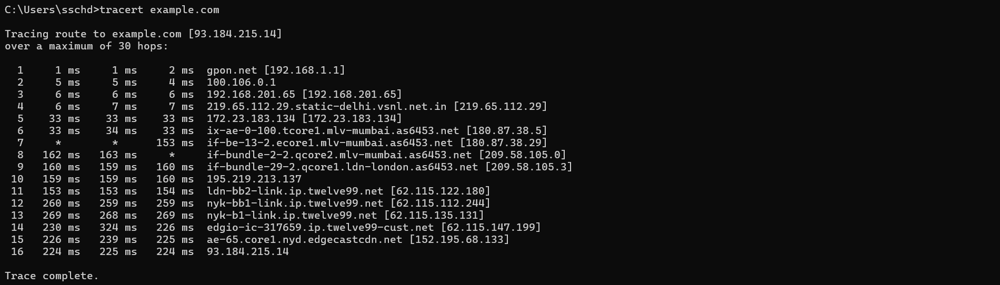 C:\Users\sschd>tracert example.com
Tracing route to example.com [93.184.215.14]
over a maximum of 30 hops:
1 1 ms 1 ms 2 ms gpon.net [192.168.1.1]
2 5 ms 5 ms 4 ms 100.106.0.1
3 6 ms 6 ms 6 ms 192.168.201.65 [192.168.201.65]
4 6 ms 7 ms 7 ms 219.65.112.29.static-delhi.vsnl.net.in [219.65.112.29]
5 33 ms 33 ms 33 ms 172.23.183.134 [172.23.183.134]
6 33 ms 34 ms 33 ms ix-ae-0-100.tcore1.mlv-mumbai.as6453.net [180.87.38.5]
7 * * 153 ms if-be-13-2.ecore1.mlv-mumbai.as6453.net [180.87.38.29]
8 162 ms 163 ms * if-bundle-2-2.qcore2.mlv-mumbai.as6453.net [209.58.105.0]
9 160 ms 159 ms 160 ms if-bundle-29-2.qcore1.ldn-london.as6453.net [209.58.105.3]
10 159 ms 159 ms 160 ms 195.219.213.137
11 153 ms 153 ms 154 ms ldn-bb2-link.ip.twelve99.net [62.115.122.180]
12 260 ms 259 ms 259 ms nyk-bb1-link.ip.twelve99.net [62.115.112.244]
13 269 ms 268 ms 269 ms nyk-b1-link.ip.twelve99.net [62.115.135.131]
14 230 ms 324 ms 226 ms edgio-ic-317659.ip.twelve99-cust.net [62.115.147.199]
15 226 ms 239 ms 225 ms ae-65.core1.nyd.edgecastcdn.net [152.195.68.133]
16 224 ms 225 ms 224 ms 93.184.215.14
Trace complete.